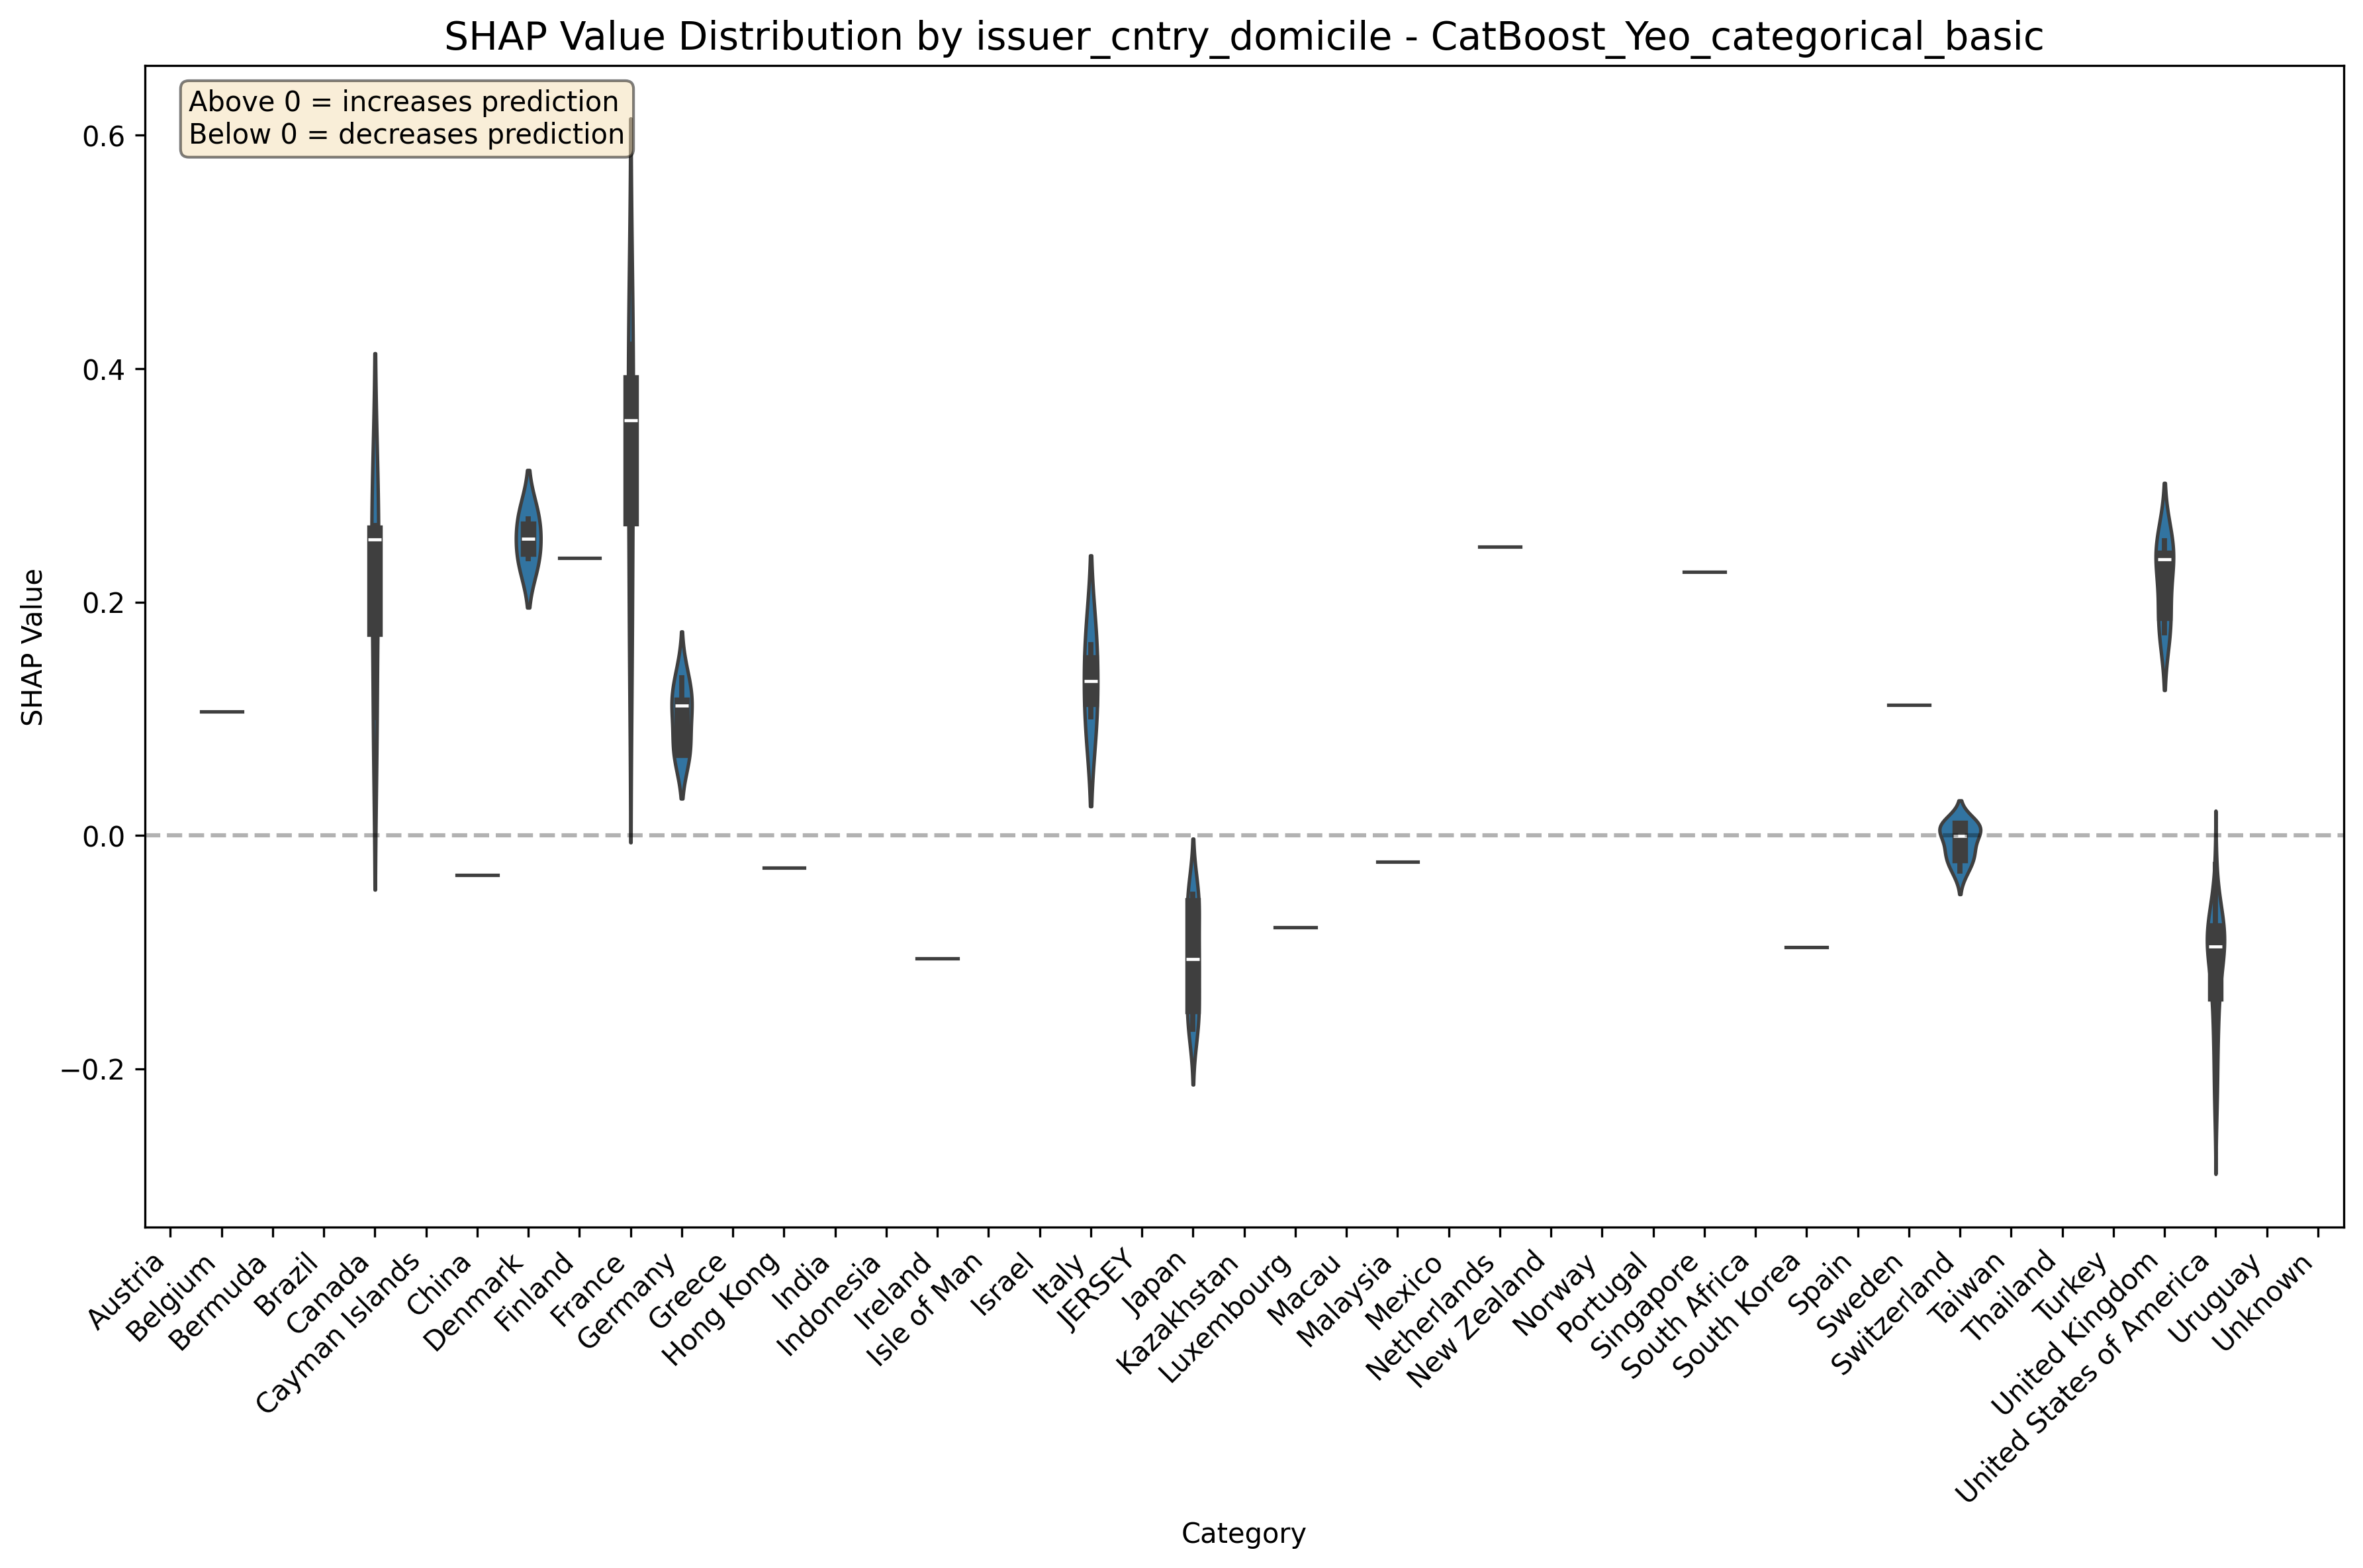 SHAP Value Distribution by issuer_cntry_domicile - CatBoost_Yeo_categorical_basic
Above 0 = increases prediction
Below 0 = decreases prediction
0.6
0.4
0.2
0.0
−0.2
SHAP Value
Austria
Belgium
Bermuda
Brazil
Canada
Cayman Islands
China
Denmark
Finland
France
Germany
Greece
Hong Kong
India
Indonesia
Ireland
Isle of Man
Israel
Italy
JERSEY
Japan
Kazakhstan
Luxembourg
Macau
Malaysia
Mexico
Netherlands
New Zealand
Norway
Portugal
Singapore
South Africa
South Korea
Spain
Sweden
Switzerland
Taiwan
Thailand
Turkey
United Kingdom
United States of America
Uruguay
Unknown
Category